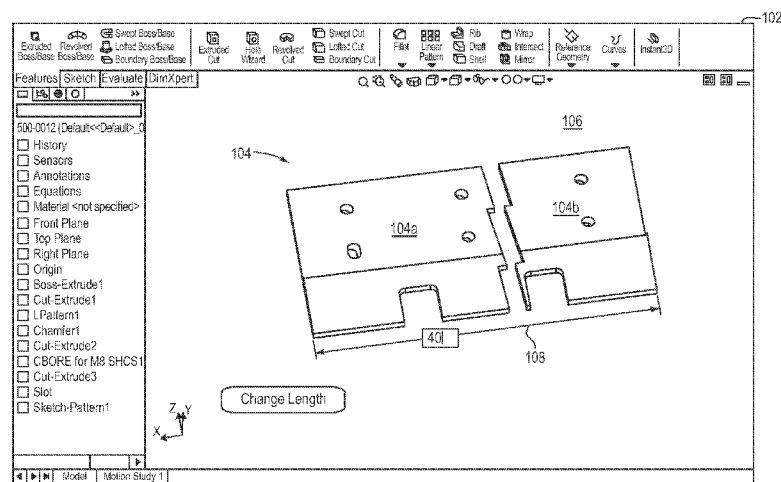 102
Extruded Boss/Base
Revolved Boss/Base
Swept Boss/Base
Lofted Boss/Base
Boundary Boss/Base
Extruded Cut
Hole Wizard
Revolved Cut
Swept Cut
Lofted Cut
Boundary Cut
Fillet
Linear Pattern
Rib
Draft
Shell
Wrap
Intersect
Mirror
Reference Geometry
Curves
Instant3D
Features
Sketch
Evaluate
DimXpert
>>
500-0012 (Default<<Default>_0
History
Sensors
Annotations
Equations
Material <not specified>
Front Plane
Top Plane
Right Plane
Origin
Boss-Extrude1
Cut-Extrude1
LPattern1
Chamfer1
Cut-Extrude2
CBORE for M8 SHCS1
Cut-Extrude3
Slot
Sketch-Pattern1
106
104
104a
104b
40
108
Change Length
Z
Y
X
Model
Motion Study 1